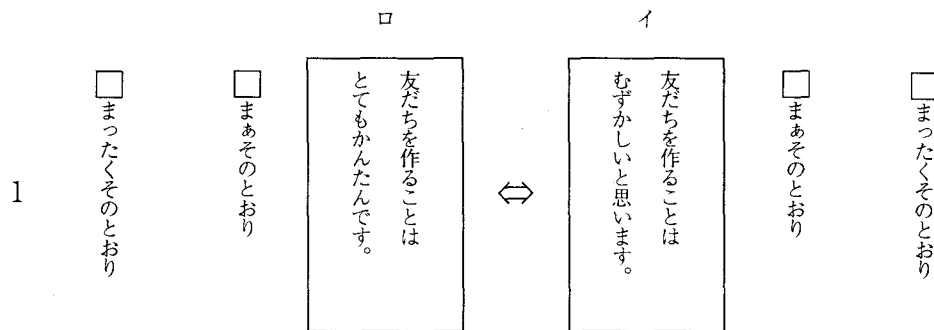 まったくそのとおり
まぁそのとおり
イ
友だちを作ることは
むずかしいと思います。
⇔
ロ
友だちを作ることは
とてもかんたんです。
まぁそのとおり
まったくそのとおり
1